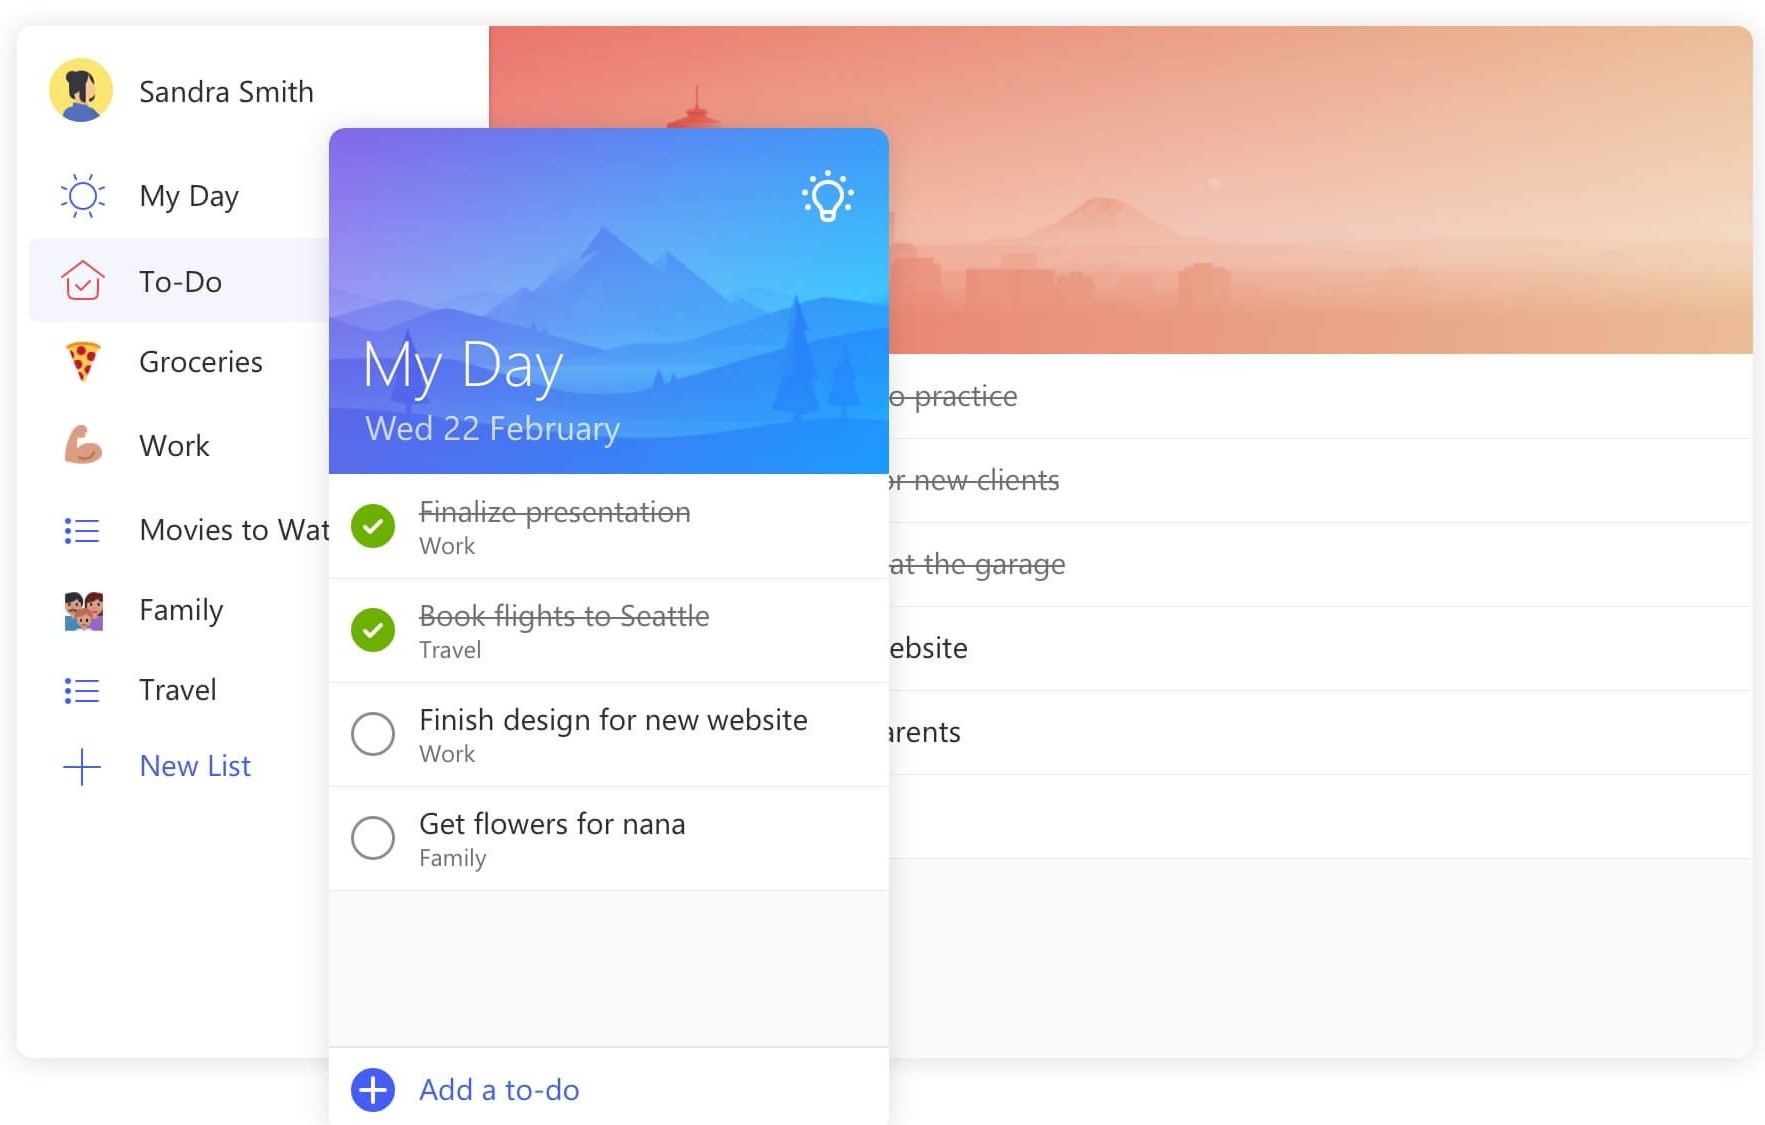 Sandra Smith
My Day
To-Do
Groceries
Work
Movies to Wat
Family
Travel
New List
My Day
Wed 22 February
Finalize presentation
Work
Book flights to Seattle
Travel
Finish design for new website
Work
Get flowers for nana
Family
Add a to-do
o practice
or new clients
at the garage
ebsite
arents